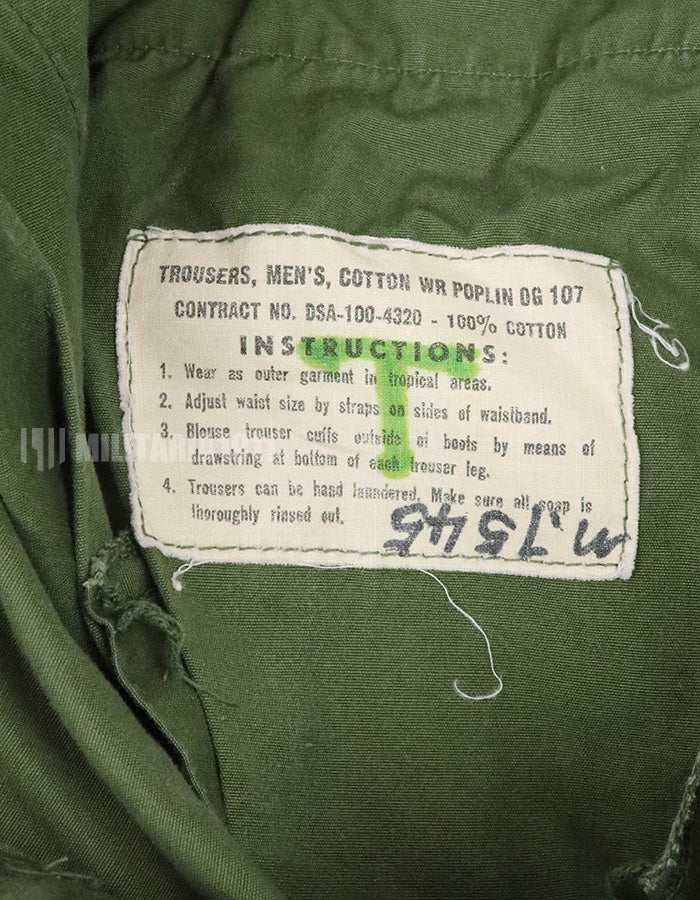 TROUSERS, MEN'S, COTTON WR POPLIN OG 107
CONTRACT NO. DSA-100-4320 - 100% COTTON
INSTRUCTIONS:
1. Wear as outer garment in tropical areas.
2. Adjust waist size by straps on sides of waistband.
3. Blouse trouser cuffs outside of boots by means of
drawstring at bottom of each trouser leg.
4. Trousers can be hand laundered. Make sure all soap is
thoroughly rinsed out.
T